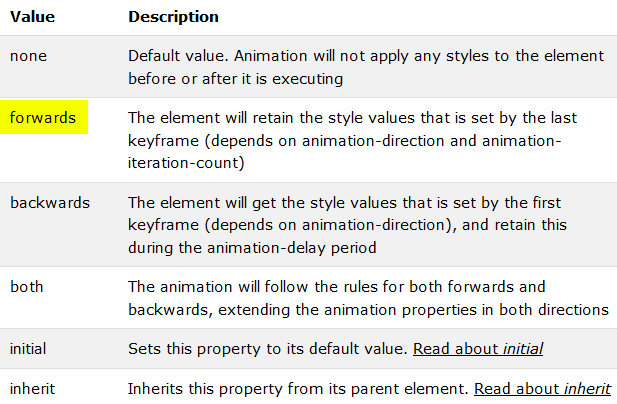 Value Description
none Default value. Animation will not apply any styles to the element
before or after it is executing
forwards The element will retain the style values that is set by the last
keyframe (depends on animation-direction and animation-
iteration-count)
backwards The element will get the style values that is set by the first
keyframe (depends on animation-direction), and retain this
during the animation-delay period
both The animation will follow the rules for both forwards and
backwards, extending the animation properties in both directions
initial Sets this property to its default value. Read about initial
inherit Inherits this property from its parent element. Read about inherit